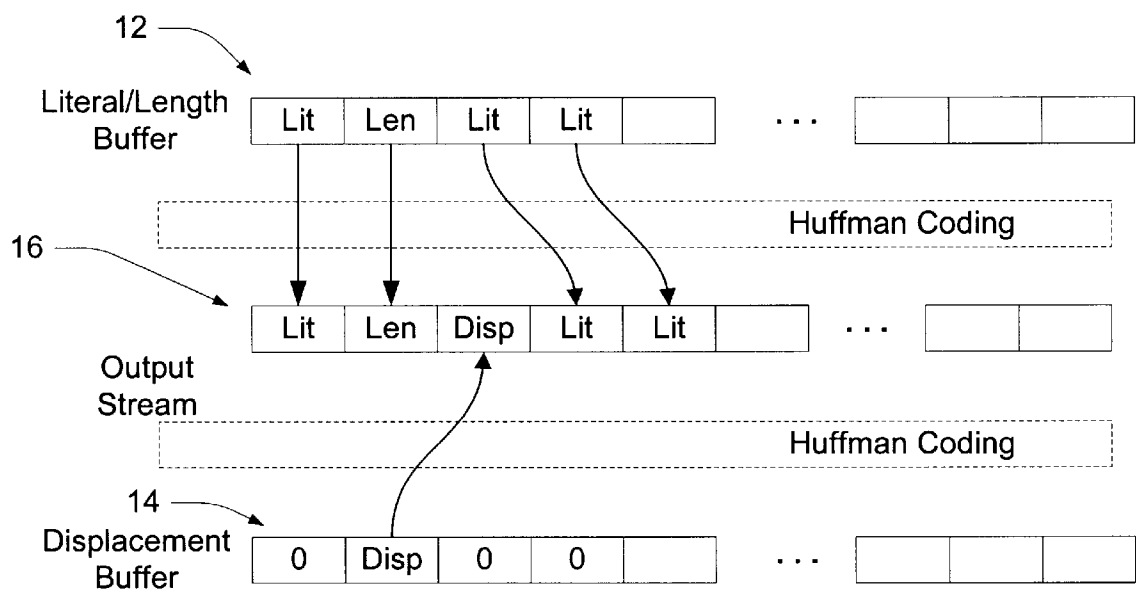 12
Literal/Length
Buffer
Lit Len Lit Lit . . .
Huffman Coding
16
Lit Len Disp Lit Lit . . .
Output
Stream
Huffman Coding
14
Displacement
Buffer
0 Disp 0 0 . . .